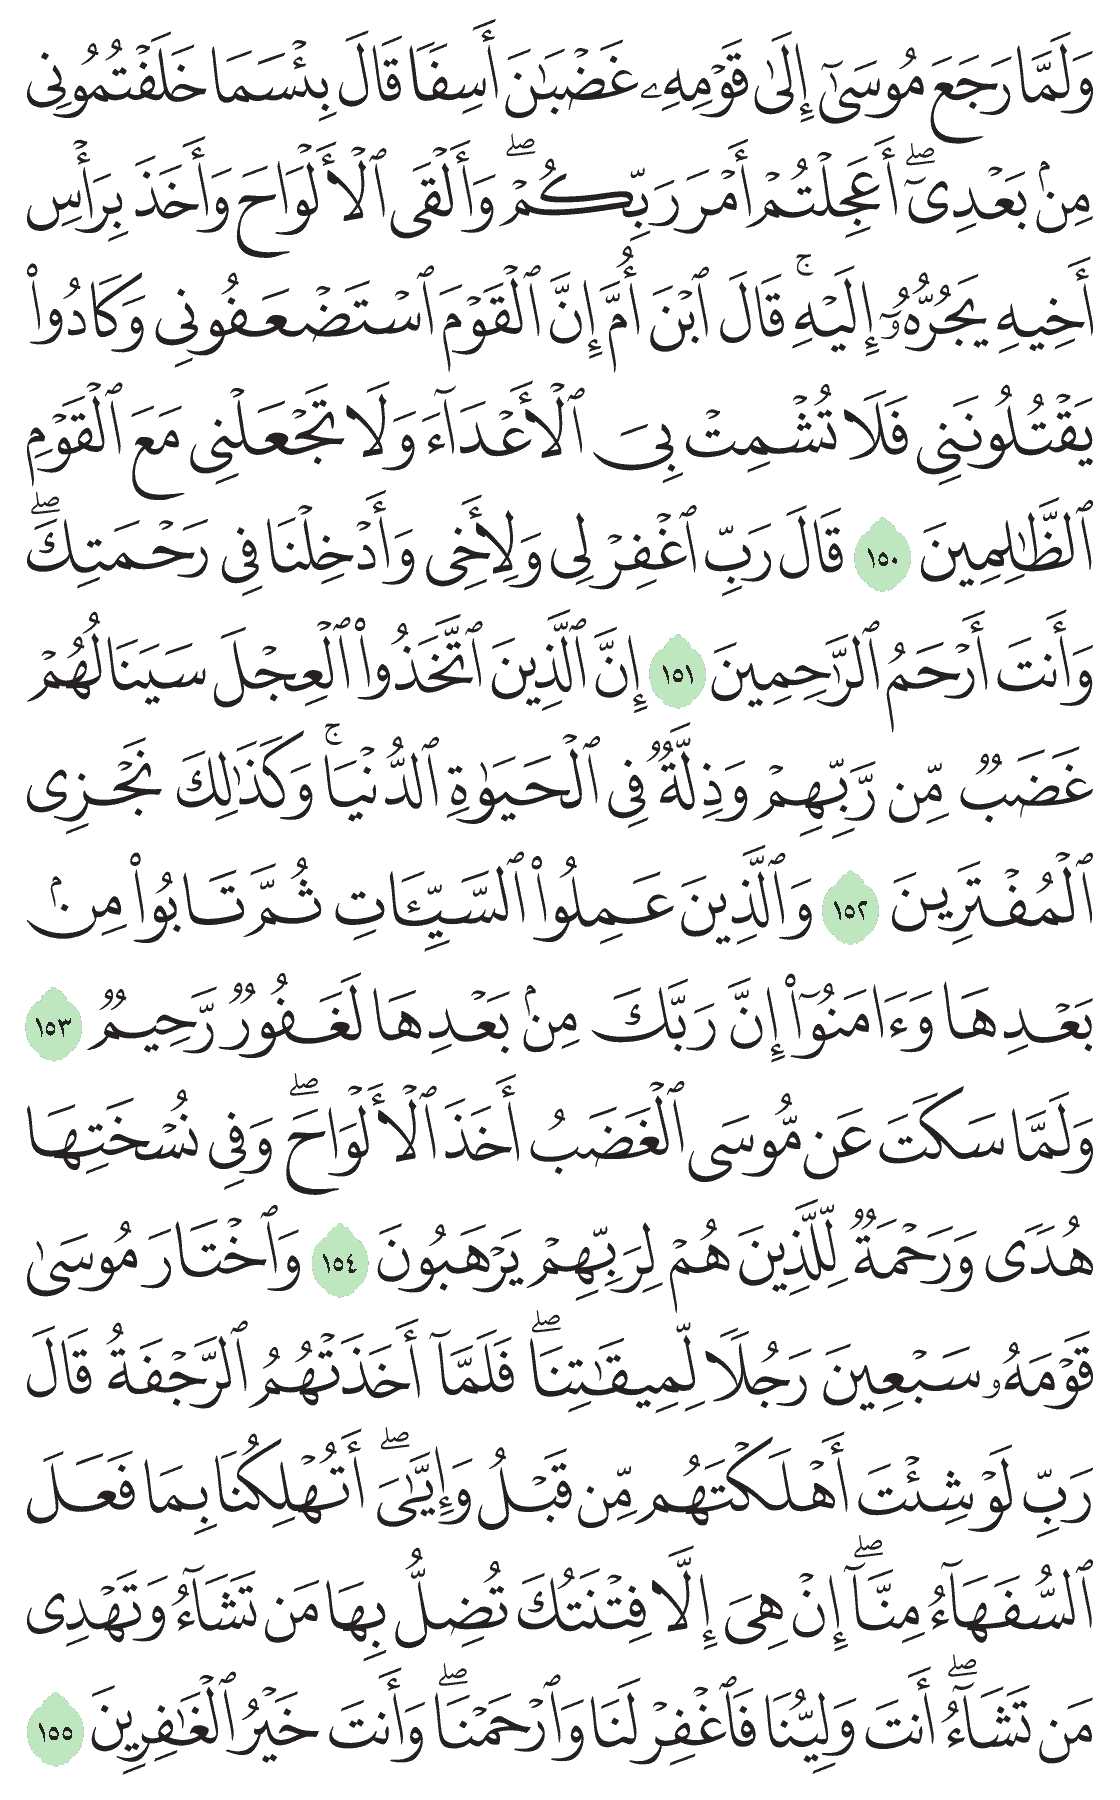 وَلَمَّا رَجَعَ مُوسَىٰٓ إِلَىٰ قَوْمِهِۦ غَضْبَٰنَ أَسِفًا قَالَ بِئْسَمَا خَلَفْتُمُونِى
مِنۢ بَعْدِىٓۖ أَعَجِلْتُمْ أَمْرَ رَبِّكُمْۖ وَأَلْقَى ٱلْأَلْوَاحَ وَأَخَذَ بِرَأْسِ
أَخِيهِ يَجُرُّهُۥٓ إِلَيْهِۚ قَالَ ٱبْنَ أُمَّ إِنَّ ٱلْقَوْمَ ٱسْتَضْعَفُونِى وَكَادُوا۟
يَقْتُلُونَنِى فَلَا تُشْمِتْ بِىَ ٱلْأَعْدَآءَ وَلَا تَجْعَلْنِى مَعَ ٱلْقَوْمِ
ٱلظَّٰلِمِينَ ١٥٠ قَالَ رَبِّ ٱغْفِرْ لِى وَلِأَخِى وَأَدْخِلْنَا فِى رَحْمَتِكَۖ
وَأَنتَ أَرْحَمُ ٱلرَّٰحِمِينَ ١٥١ إِنَّ ٱلَّذِينَ ٱتَّخَذُوا۟ ٱلْعِجْلَ سَيَنَالُهُمْ
غَضَبٌ مِّن رَّبِّهِمْ وَذِلَّةٌ فِى ٱلْحَيَوٰةِ ٱلدُّنْيَاۚ وَكَذَٰلِكَ نَجْزِى
ٱلْمُفْتَرِينَ ١٥٢ وَٱلَّذِينَ عَمِلُوا۟ ٱلسَّيِّـَٔاتِ ثُمَّ تَابُوا۟ مِنۢ
بَعْدِهَا وَءَامَنُوٓا۟ إِنَّ رَبَّكَ مِنۢ بَعْدِهَا لَغَفُورٌ رَّحِيمٌ ١٥٣
وَلَمَّا سَكَتَ عَن مُّوسَى ٱلْغَضَبُ أَخَذَ ٱلْأَلْوَاحَۖ وَفِى نُسْخَتِهَا
هُدًى وَرَحْمَةٌ لِّلَّذِينَ هُمْ لِرَبِّهِمْ يَرْهَبُونَ ١٥٤ وَٱخْتَارَ مُوسَىٰ
قَوْمَهُۥ سَبْعِينَ رَجُلًا لِّمِيقَٰتِنَاۖ فَلَمَّآ أَخَذَتْهُمُ ٱلرَّجْفَةُ قَالَ
رَبِّ لَوْ شِئْتَ أَهْلَكْتَهُم مِّن قَبْلُ وَإِيَّٰىَۖ أَتُهْلِكُنَا بِمَا فَعَلَ
ٱلسُّفَهَآءُ مِنَّآۖ إِنْ هِىَ إِلَّا فِتْنَتُكَ تُضِلُّ بِهَا مَن تَشَآءُ وَتَهْدِى
مَن تَشَآءُۖ أَنتَ وَلِيُّنَا فَٱغْفِرْ لَنَا وَٱرْحَمْنَاۖ وَأَنتَ خَيْرُ ٱلْغَٰفِرِينَ ١٥٥